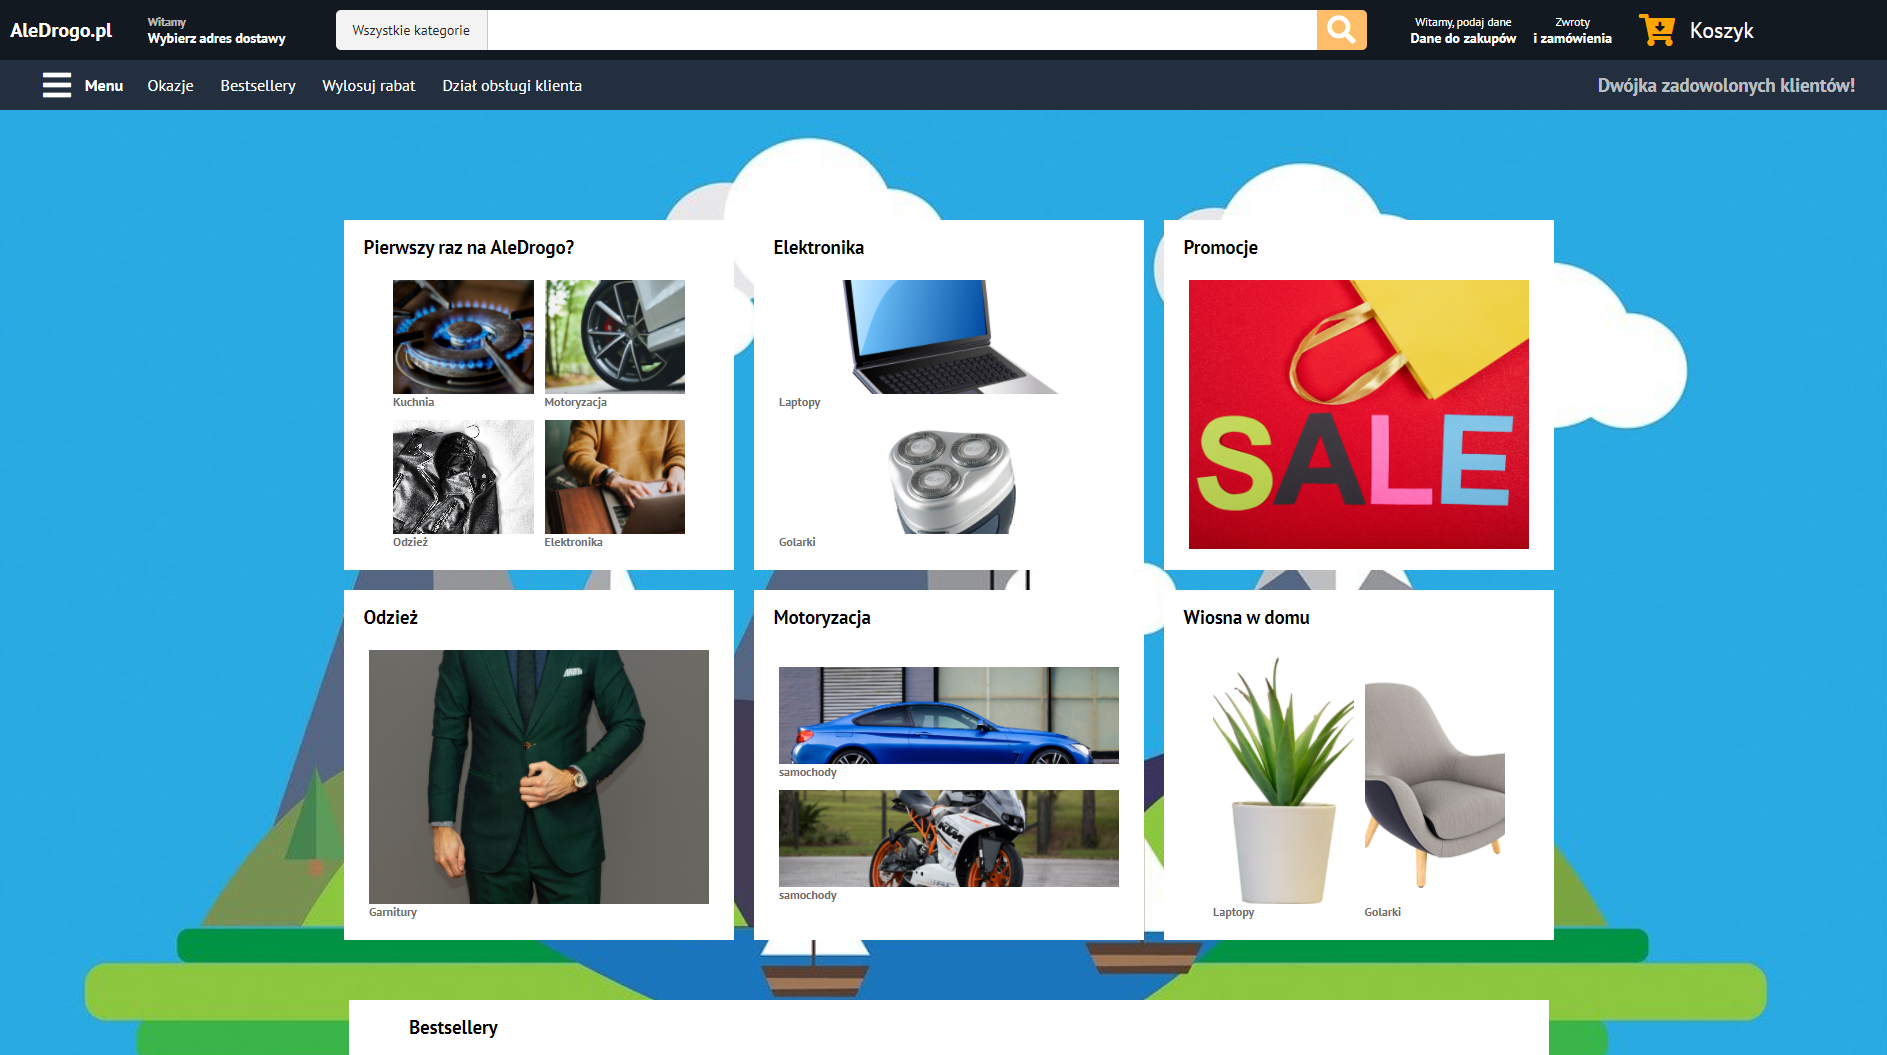 AleDrogo.pl
Witamy
Wybierz adres dostawy
Wszystkie kategorie
Witamy, podaj dane
Dane do zakupów
Zwroty
i zamówienia
Koszyk
Menu
Okazje
Bestsellery
Wylosuj rabat
Dział obsługi klienta
Dwójka zadowolonych klientów!
Pierwszy raz na AleDrogo?
Kuchnia
Motoryzacja
Odzież
Elektronika
Elektronika
Laptopy
Golarki
Promocje
SALE
Odzież
Garnitury
Motoryzacja
samochody
KTM
samochody
Wiosna w domu
Laptopy
Golarki
Bestsellery